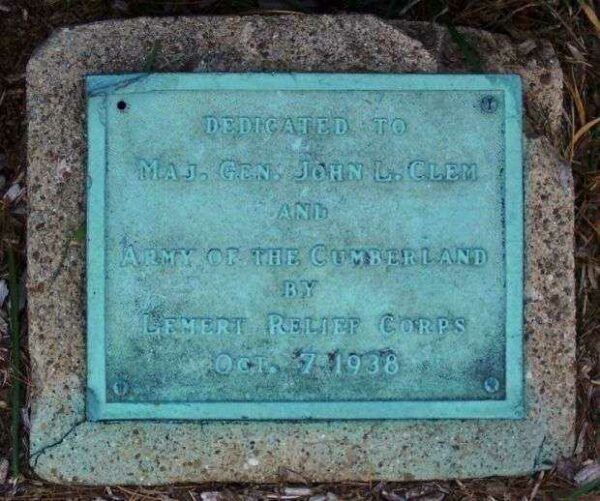 DEDICATED TO
MAJ. GEN. JOHN L. CLEM
AND
ARMY OF THE CUMBERLAND
BY
LEMERT RELIEF CORPS
OCT. 7 1938